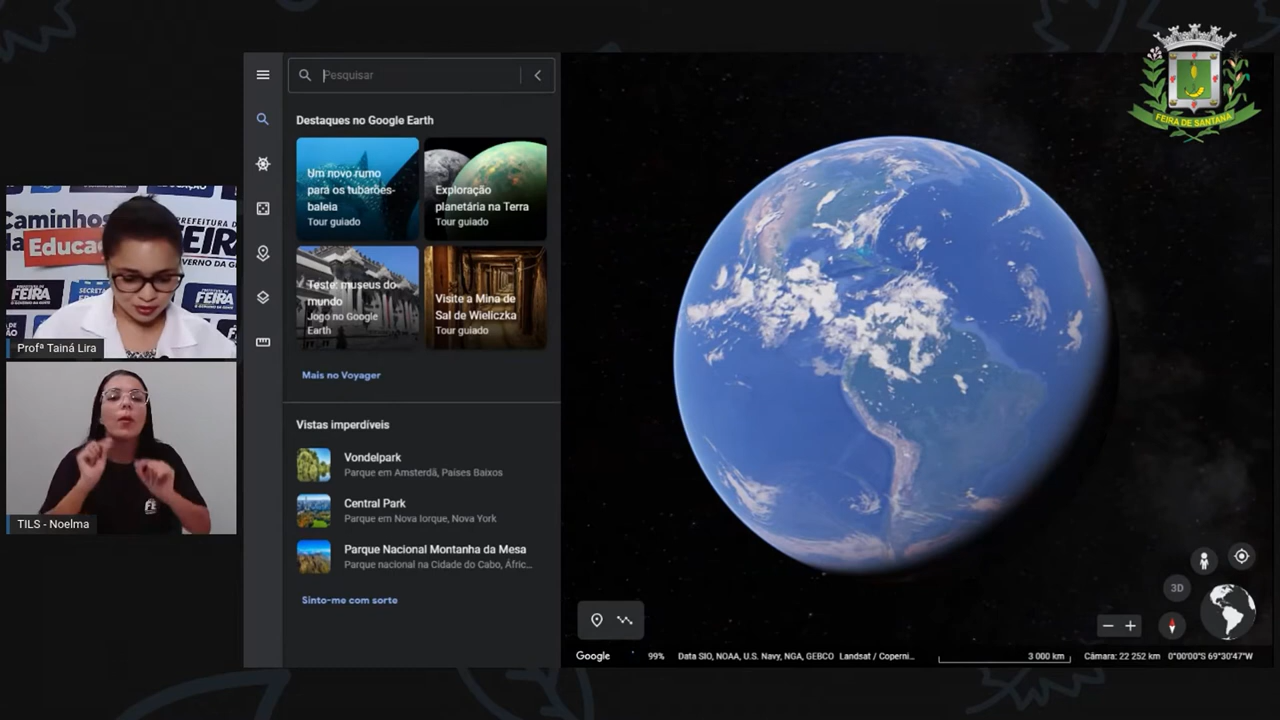 Pesquisar
Destaques no Google Earth
Um novo rumo
para os tubarões-
baleia
Tour guiado
Exploração
planetária na Terra
Tour guiado
Teste: museus do
mundo
Jogo no Google
Earth
Visite a Mina de
Sal de Wieliczka
Tour guiado
Mais no Voyager
Vistas imperdíveis
Vondelpark
Parque em Amsterdã, Países Baixos
Central Park
Parque em Nova Iorque, Nova York
Parque Nacional Montanha da Mesa
Parque nacional na Cidade do Cabo, Áfric...
Sinto-me com sorte
FEIRA DE SANTANA
Caminhos
da
Educa
PREFEITURA D
FEIRA
Profª Tainá Lira
TILS - Noelma
3D
Google
99%
Data SIO, NOAA, U.S. Navy, NGA, GEBCO Landsat / Coperni...
3 000 km
Câmara: 22 252 km
0°00'00"S 69°30'47"W